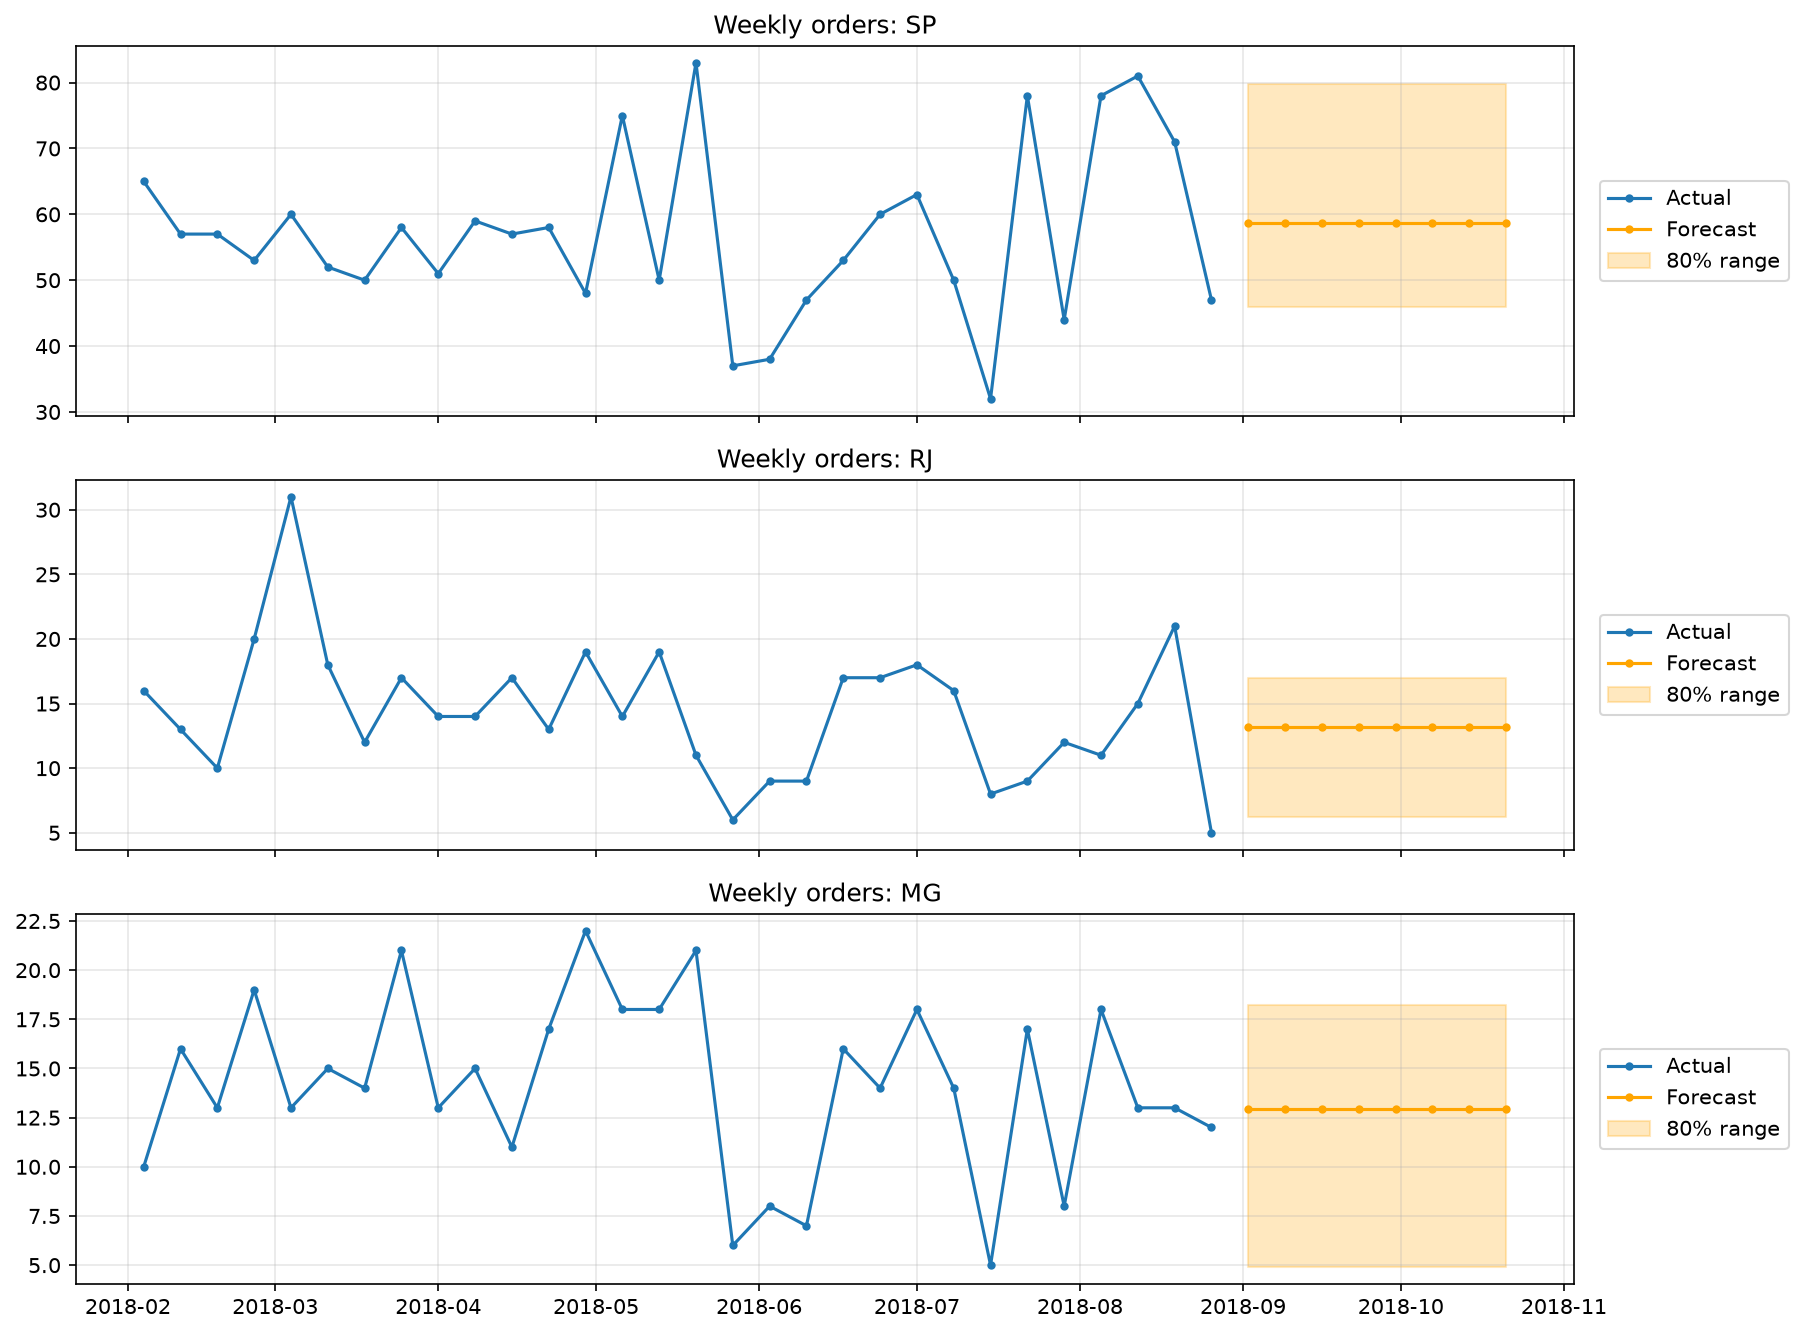 Weekly orders: SP
80
70
60
50
40
30
Actual
Forecast
80% range
Weekly orders: RJ
30
25
20
15
10
5
Actual
Forecast
80% range
Weekly orders: MG
22.5
20.0
17.5
15.0
12.5
10.0
7.5
5.0
Actual
Forecast
80% range
2018-02 2018-03 2018-04 2018-05 2018-06 2018-07 2018-08 2018-09 2018-10 2018-11